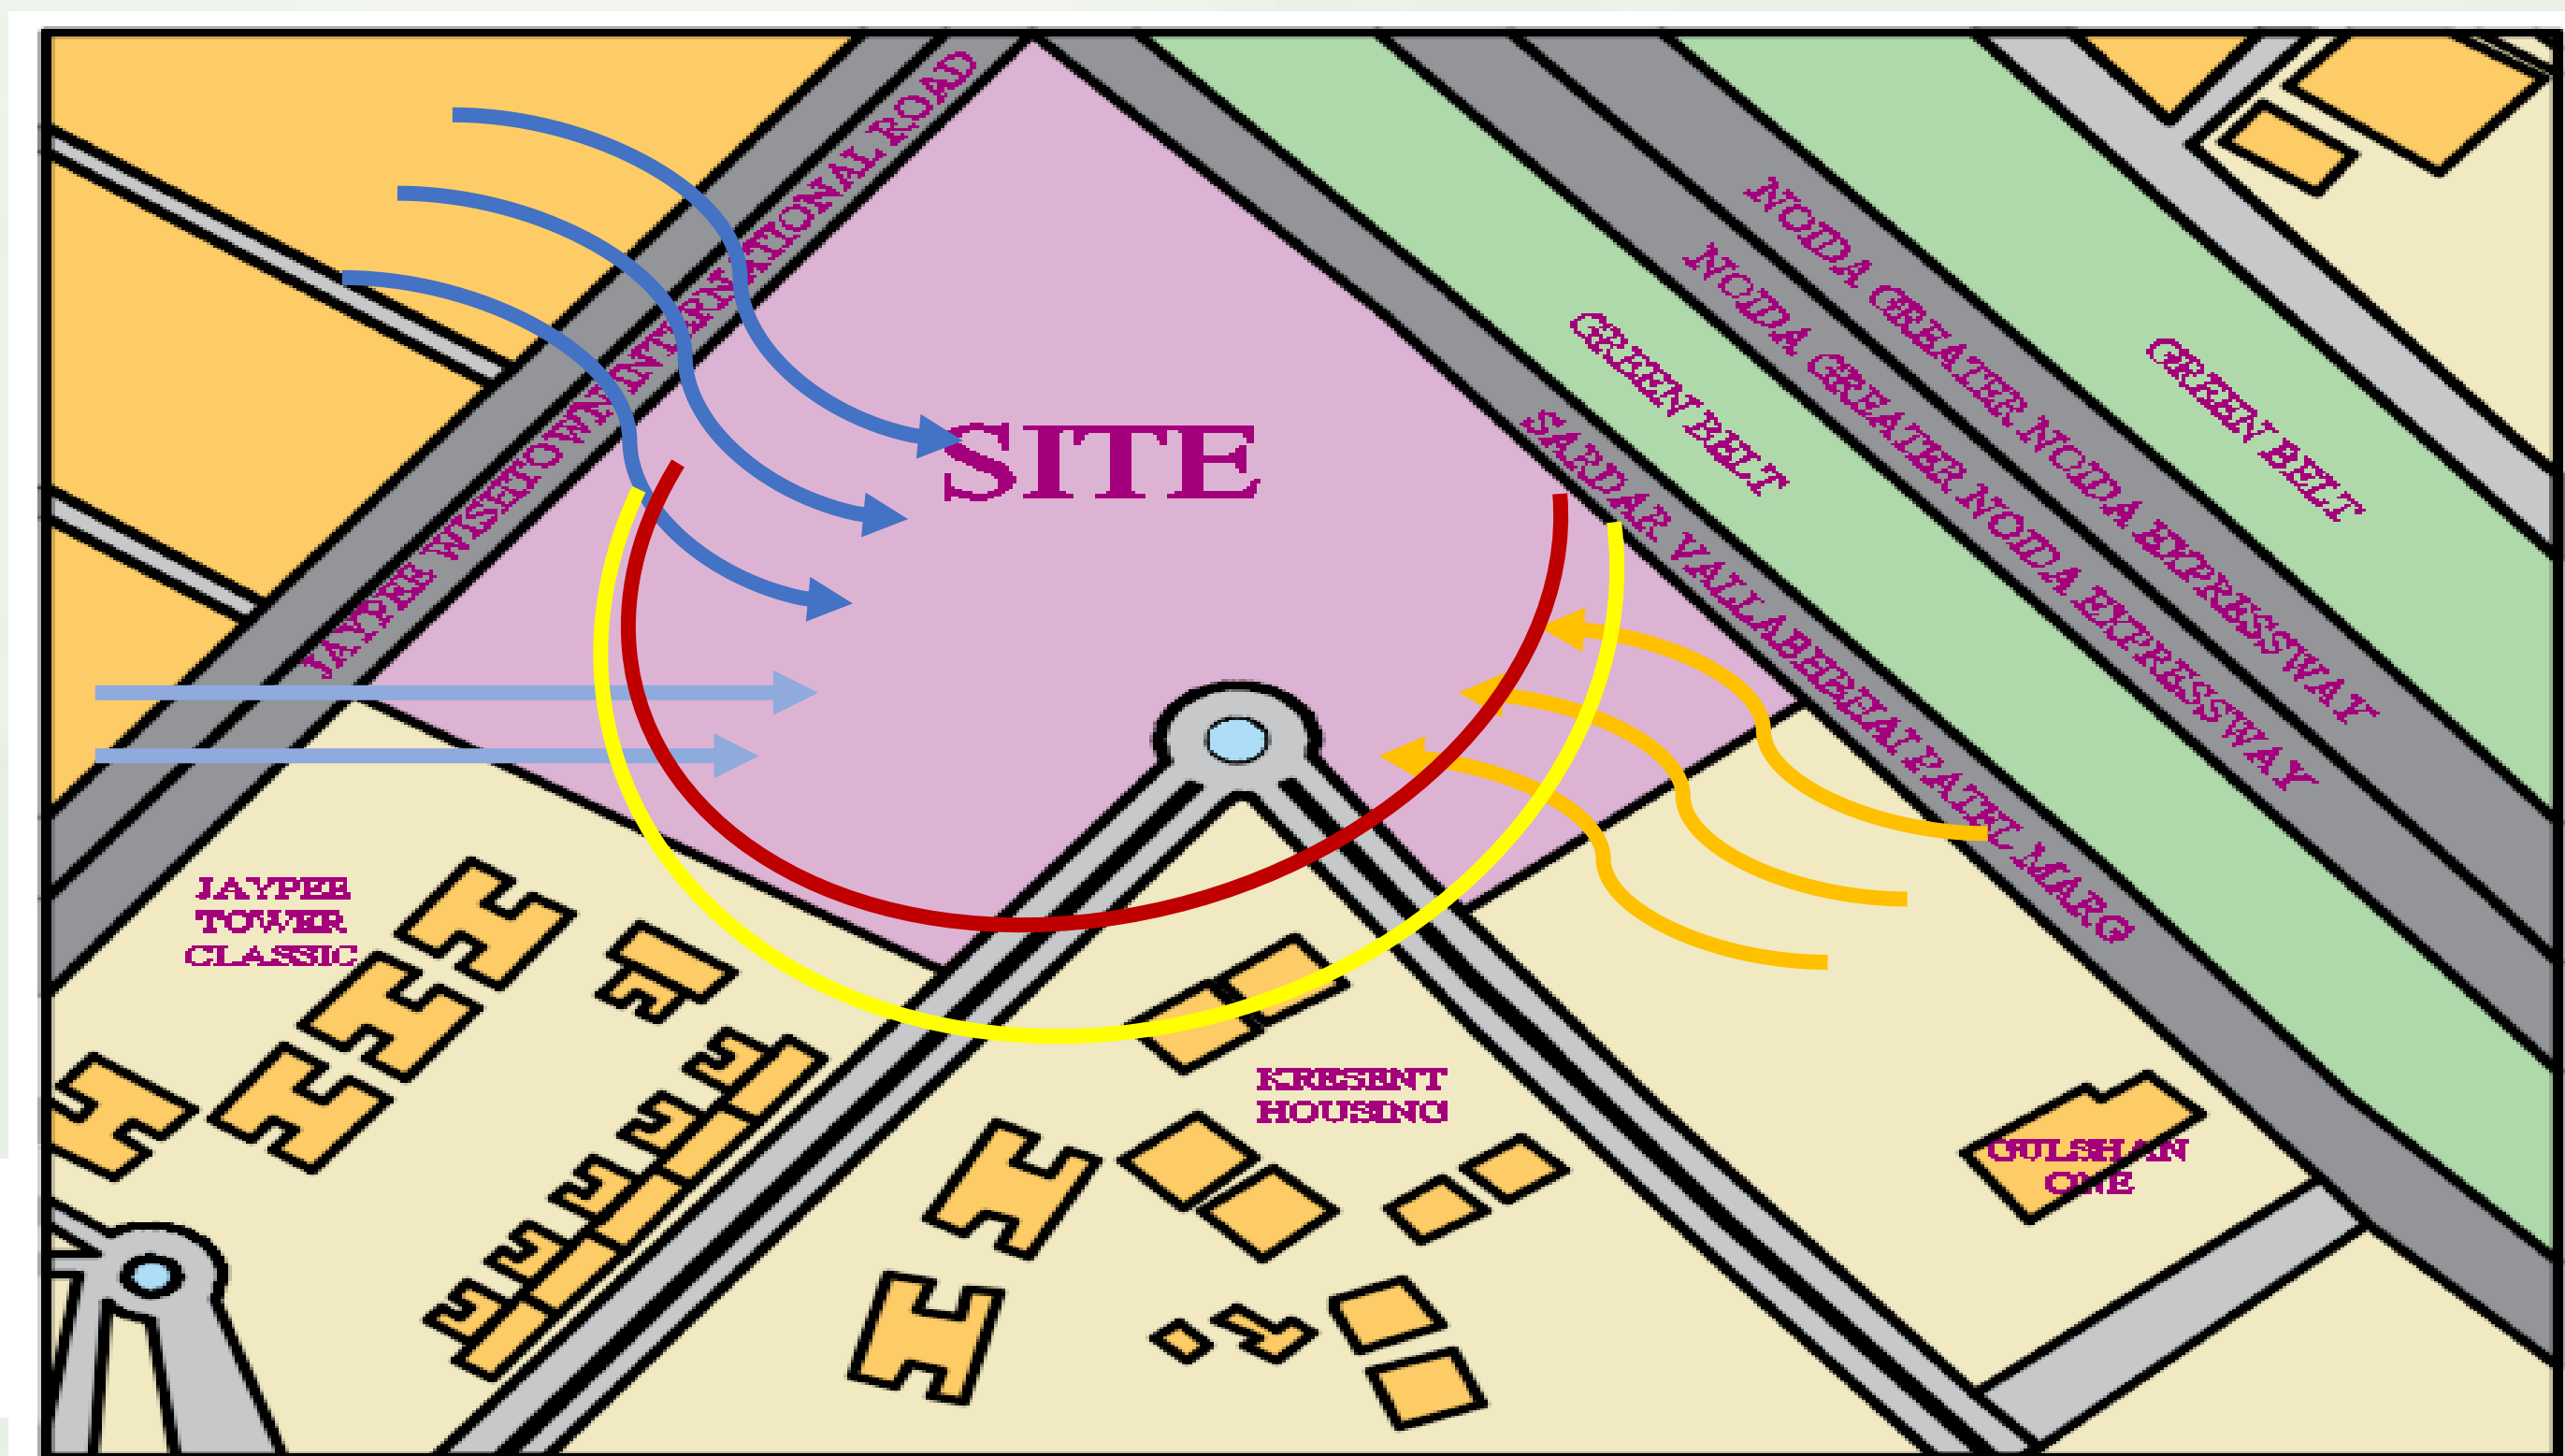 JAYPEE WISHTOWN INTERNATIONAL ROAD
NOIDA GREATER NOIDA EXPRESSWAY
NOIDA GREATER NOIDA EXPRESSWAY
GREEN BELT
GREEN BELT
SITE
SARDAR VALLABHBHAI PATEL MARG
JAYPEE
TOWER
CLASSIC
KRESENT
HOUSING
GULSHAN
ONE